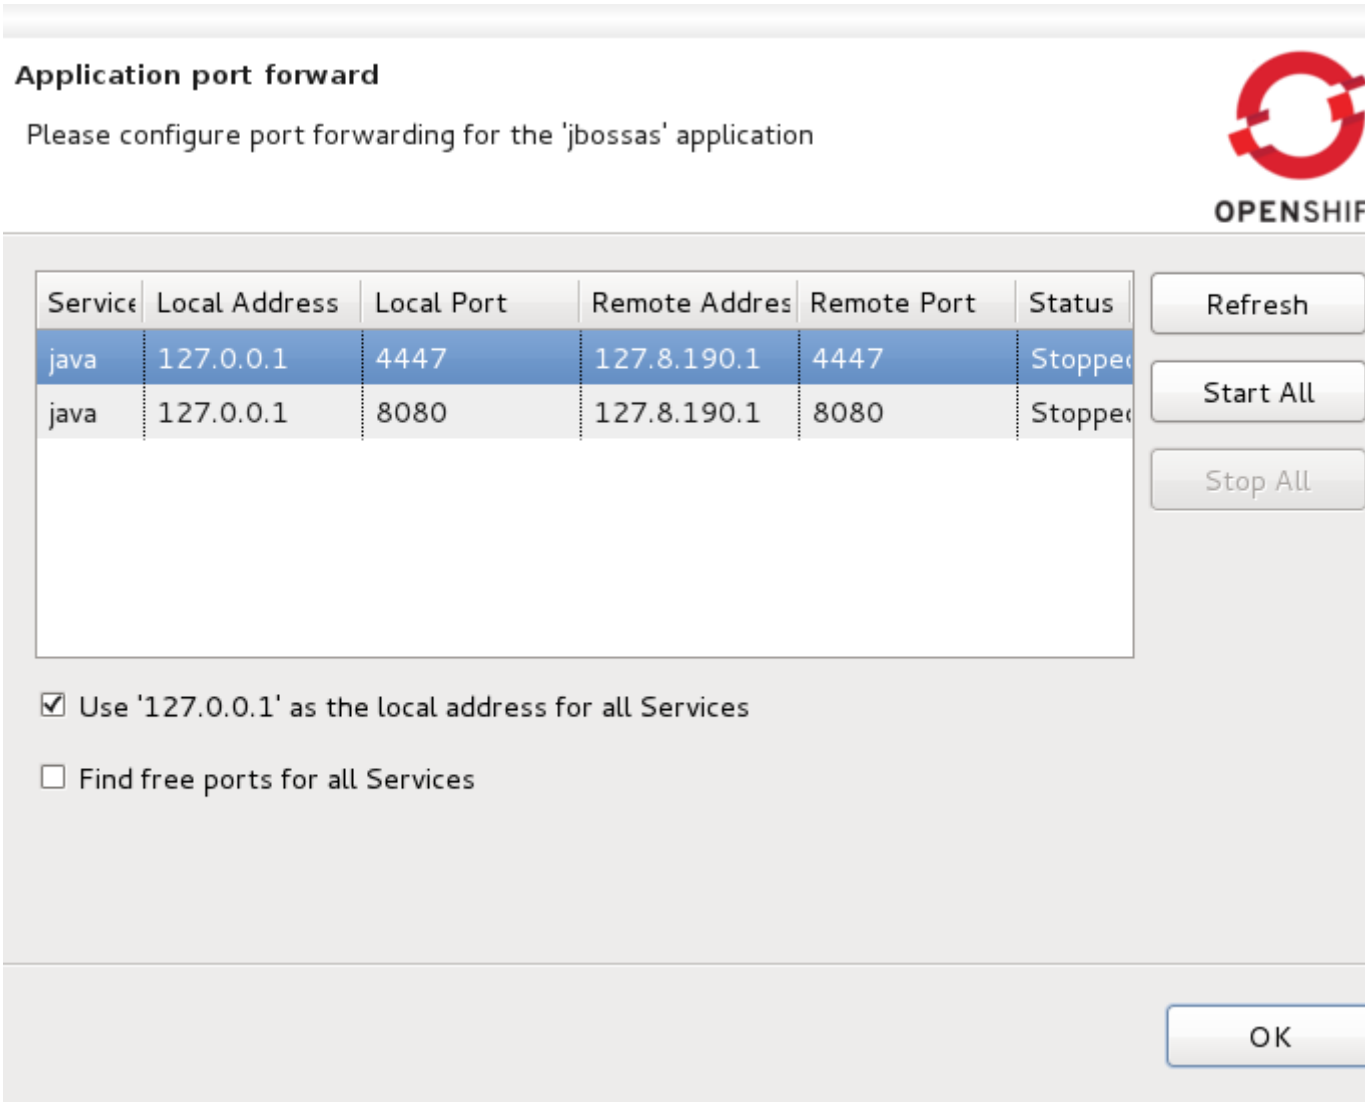 Application port forward
Please configure port forwarding for the 'jbossas' application
OPENSHIF
Service Local Address Local Port Remote Addres Remote Port Status
java 127.0.0.1 4447 127.8.190.1 4447 Stopped
java 127.0.0.1 8080 127.8.190.1 8080 Stopped
Refresh
Start All
Stop All
Use '127.0.0.1' as the local address for all Services
Find free ports for all Services
OK